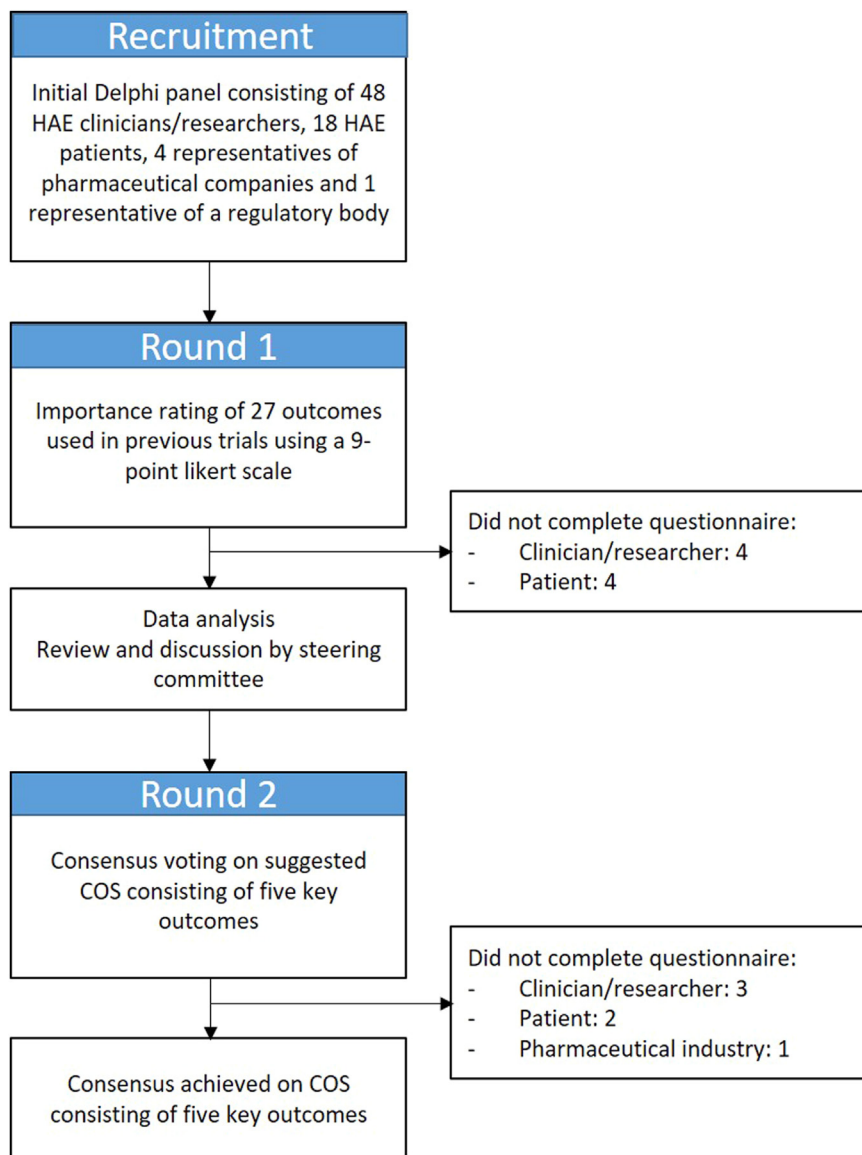 Recruitment
Initial Delphi panel consisting of 48
HAE clinicians/researchers, 18 HAE
patients, 4 representatives of
pharmaceutical companies and 1
representative of a regulatory body
Round 1
Importance rating of 27 outcomes
used in previous trials using a 9-
point likert scale
Did not complete questionnaire:
- Clinician/researcher: 4
- Patient: 4
Data analysis
Review and discussion by steering
committee
Round 2
Consensus voting on suggested
COS consisting of five key
outcomes
Did not complete questionnaire:
- Clinician/researcher: 3
- Patient: 2
- Pharmaceutical industry: 1
Consensus achieved on COS
consisting of five key outcomes